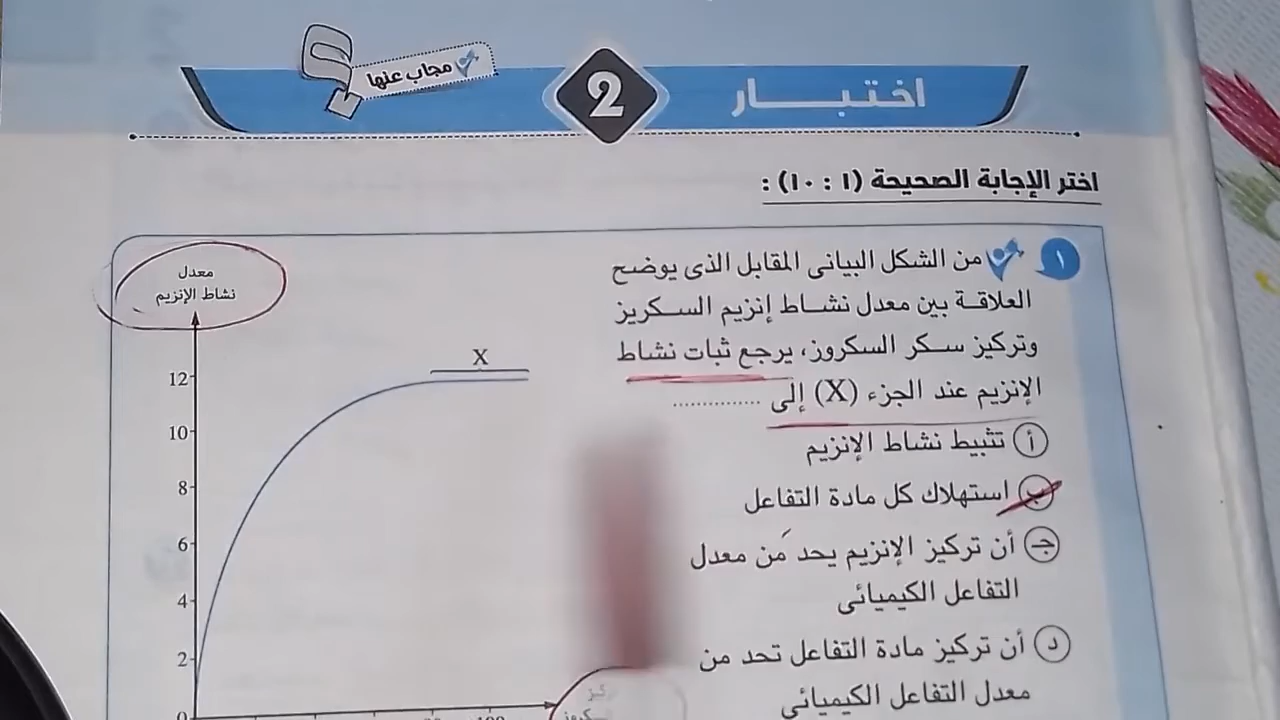 مجاب عنها
2
اختبار
اختر الإجابة الصحيحة (١ : ١٠) :
١ من الشكل البيانى المقابل الذى يوضح
العلاقة بين معدل نشاط إنزيم السكريز
وتركيز سكر السكروز، يرجع ثبات نشاط
الإنزيم عند الجزء (X) إلى ..............
أ تثبيط نشاط الإنزيم
ب استهلاك كل مادة التفاعل
جـ أن تركيز الإنزيم يحد من معدل
التفاعل الكيميائى
د أن تركيز مادة التفاعل تحد من
معدل التفاعل الكيميائى
معدل
نشاط الإنزيم
X
12
10
8
6
4
2
0